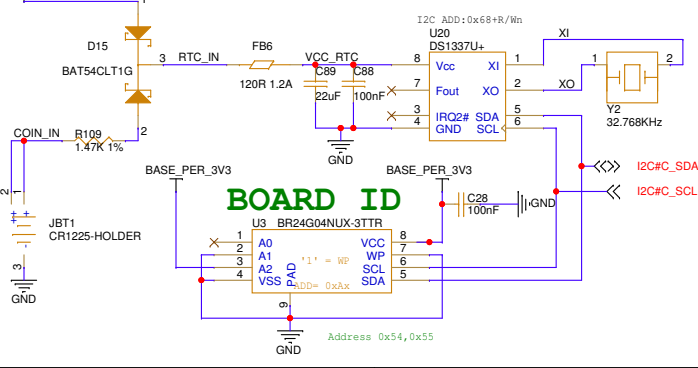 I2C ADD:0x68+R/Wn
U20
DS1337U+
XI
D15
3
RTC_IN
FB6
VCC_RTC
8
Vcc
XI
1
1
2
BAT54CLT1G
120R 1.2A
C89
22uF
C88
100nF
7
Fout
XO
2
XO
Y2
32.768KHz
3
IRQ2#
SDA
5
4
GND
SCL
6
COIN_IN
R109
1.47K 1%
2
GND
BASE_PER_3V3
BASE_PER_3V3
I2C#C_SDA
I2C#C_SCL
BOARD ID
C28
100nF
GND
2
1
JBT1
CR1225-HOLDER
3
GND
U3
BR24G04NUX-3TTR
1
A0
VCC
8
2
A1
WP
7
'1' = WP
3
A2
SCL
6
4
VSS
SDA
5
PAD
ADD= 0xAx
9
GND
Address 0x54,0x55